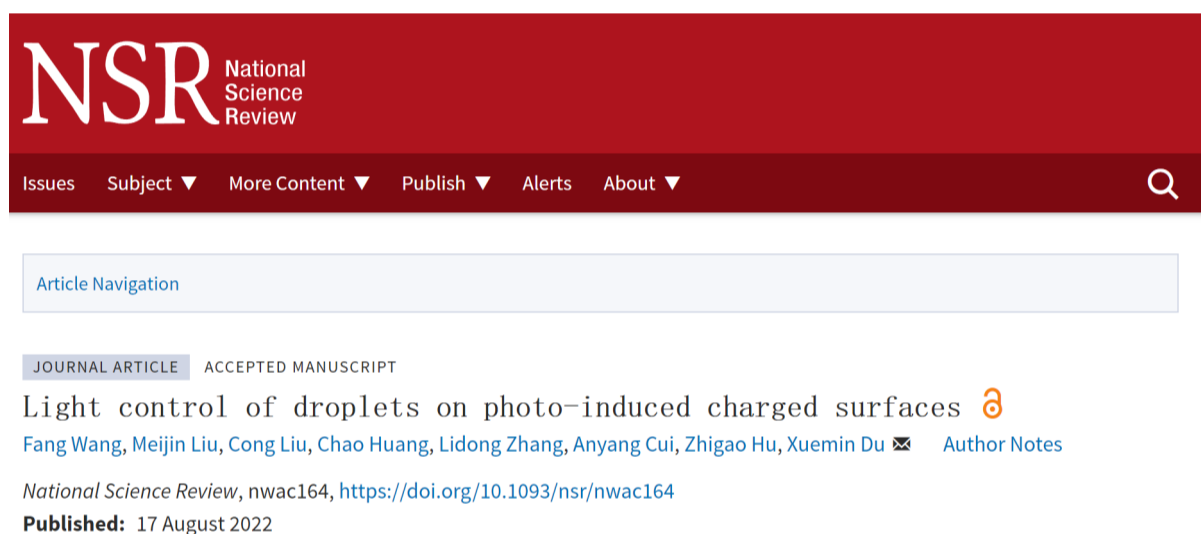 NSR National
Science
Review
Issues Subject ▼ More Content ▼ Publish ▼ Alerts About ▼
Article Navigation
JOURNAL ARTICLE ACCEPTED MANUSCRIPT
Light control of droplets on photo-induced charged surfaces
Fang Wang, Meijin Liu, Cong Liu, Chao Huang, Lidong Zhang, Anyang Cui, Zhigao Hu, Xuemin Du Author Notes
National Science Review, nwac164, https://doi.org/10.1093/nsr/nwac164
Published: 17 August 2022